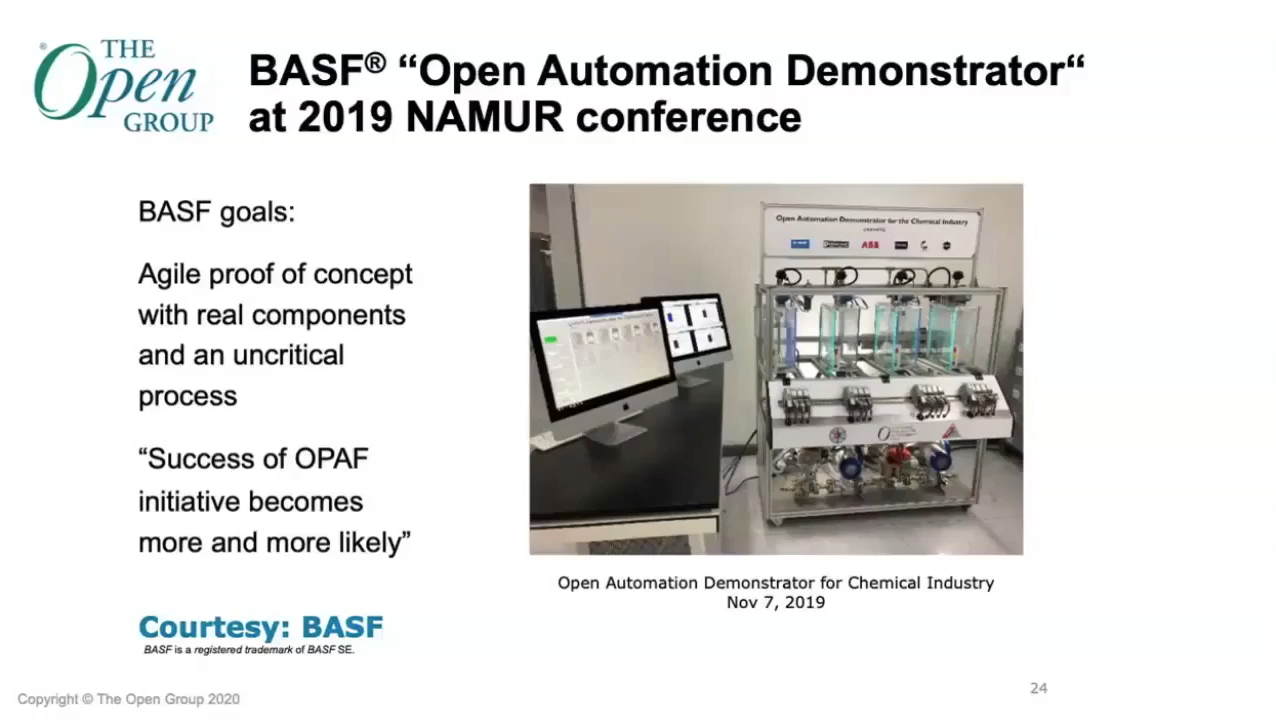 THE
Open
GROUP
®
BASF® “Open Automation Demonstrator“
at 2019 NAMUR conference
BASF goals:
Agile proof of concept
with real components
and an uncritical
process
“Success of OPAF
initiative becomes
more and more likely”
Courtesy: BASF
BASF is a registered trademark of BASF SE.
Open Automation Demonstrator for the Chemical Industry
ABB
Open Automation Demonstrator for Chemical Industry
Nov 7, 2019
Copyright © The Open Group 2020
24